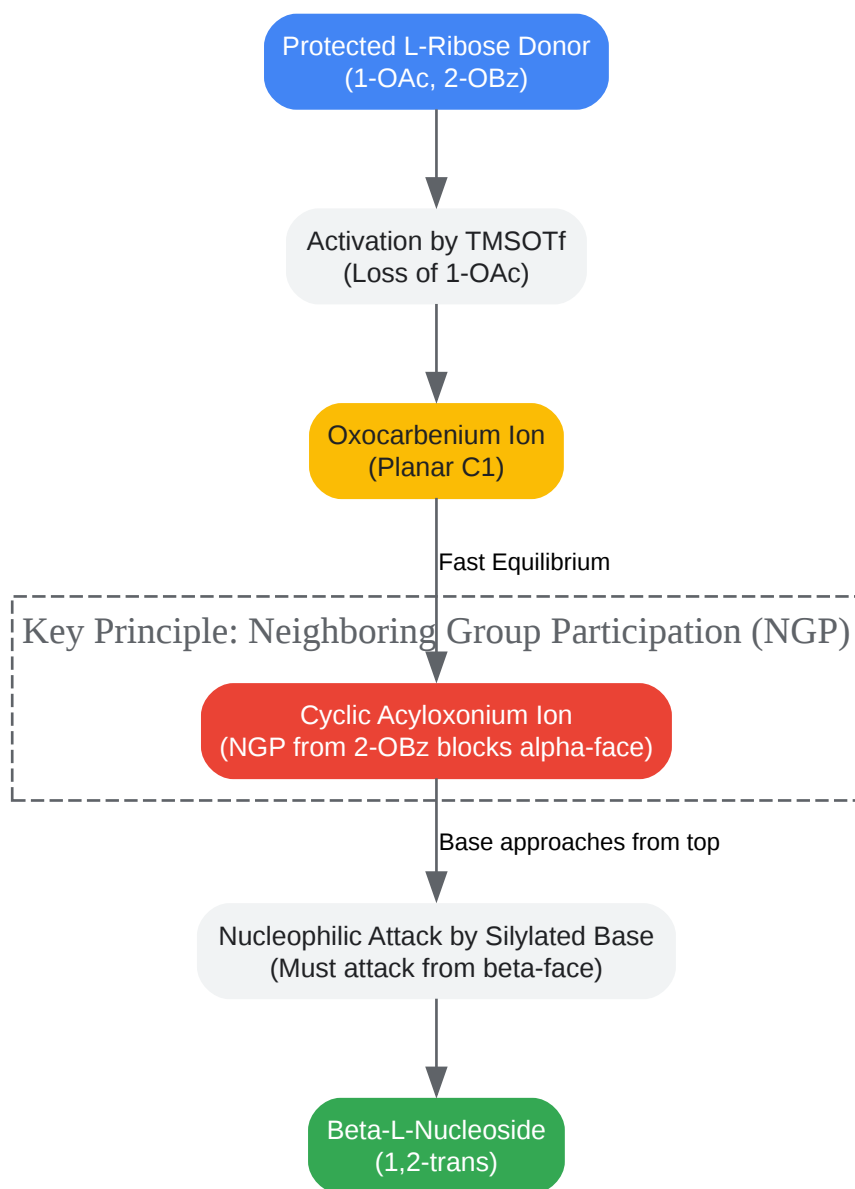 Protected L-Ribose Donor
(1-OAc, 2-OBz)
Activation by TMSOTf
(Loss of 1-OAc)
Oxocarbenium Ion
(Planar C1)
Fast Equilibrium
Key Principle: Neighboring Group Participation (NGP)
Cyclic Acyloxonium Ion
(NGP from 2-OBz blocks alpha-face)
Base approaches from top
Nucleophilic Attack by Silylated Base
(Must attack from beta-face)
Beta-L-Nucleoside
(1,2-trans)